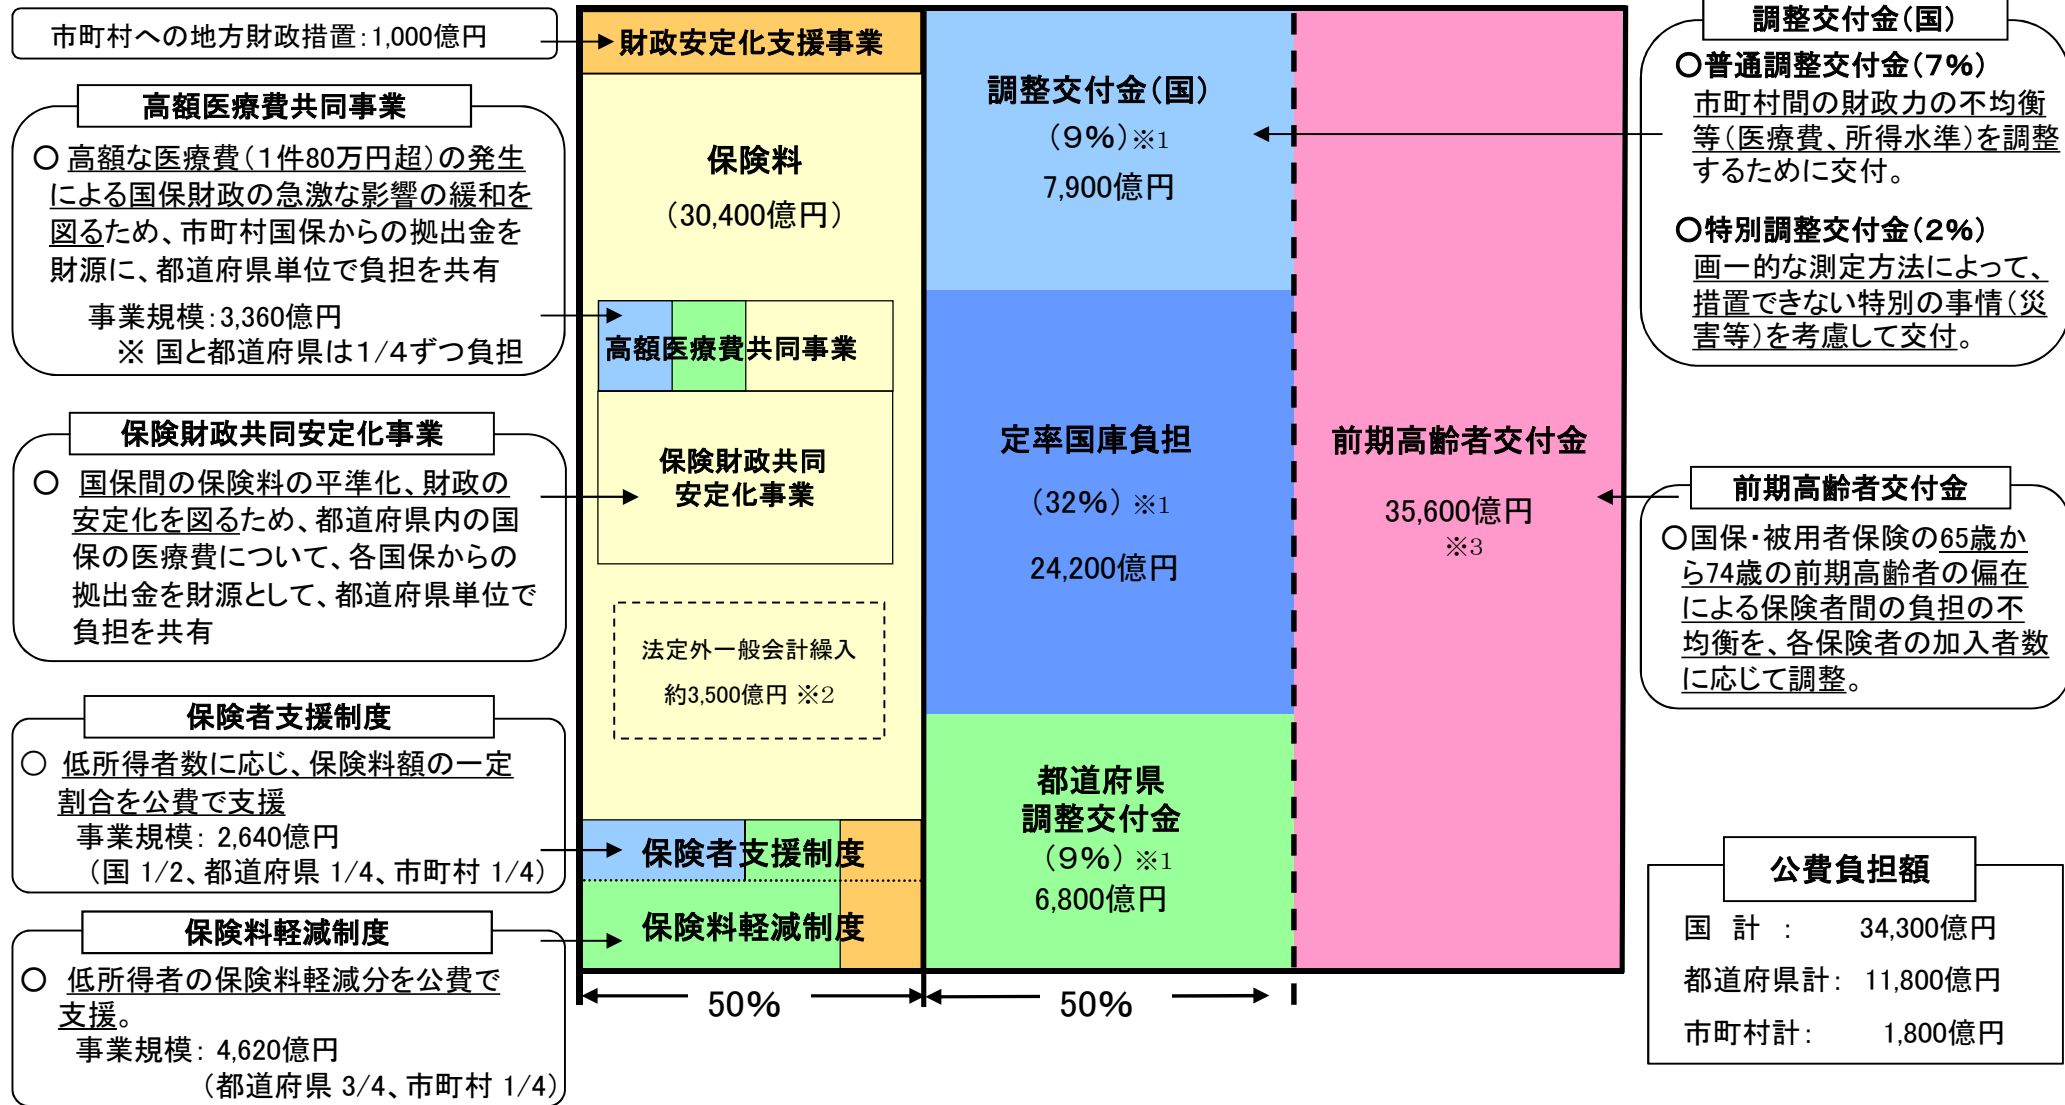 市町村への地方財政措置：1,000億円
高額医療費共同事業
○ 高額な医療費（１件80万円超）の発生
による国保財政の急激な影響の緩和を
図るため、市町村国保からの拠出金を
財源に、都道府県単位で負担を共有
事業規模：3,360億円
※ 国と都道府県は１/４ずつ負担
保険財政共同安定化事業
○ 国保間の保険料の平準化、財政の
安定化を図るため、都道府県内の国
保の医療費について、各国保からの
拠出金を財源として、都道府県単位で
負担を共有
保険者支援制度
○ 低所得者数に応じ、保険料額の一定
割合を公費で支援
事業規模： 2,640億円
（国 1/2、都道府県 1/4、市町村 1/4）
保険料軽減制度
○ 低所得者の保険料軽減分を公費で
支援。
事業規模： 4,620億円
（都道府県 3/4、市町村 1/4）
財政安定化支援事業
保険料
（30,400億円）
高額医療費共同事業
保険財政共同
安定化事業
法定外一般会計繰入
約3,500億円 ※2
保険者支援制度
保険料軽減制度
50%
調整交付金（国）
（９％）※1
7,900億円
定率国庫負担
（32%）※1
24,200億円
都道府県
調整交付金
（９％）※1
6,800億円
50%
前期高齢者交付金
35,600億円
※3
調整交付金（国）
○普通調整交付金（７％）
市町村間の財政力の不均衡
等（医療費、所得水準）を調整
するために交付。
○特別調整交付金（２％）
画一的な測定方法によって、
措置できない特別の事情（災
害等）を考慮して交付。
前期高齢者交付金
○国保・被用者保険の65歳か
ら74歳の前期高齢者の偏在
による保険者間の負担の不
均衡を、各保険者の加入者数
に応じて調整。
公費負担額
国 計 ： 34,300億円
都道府県計： 11,800億円
市町村計： 1,800億円